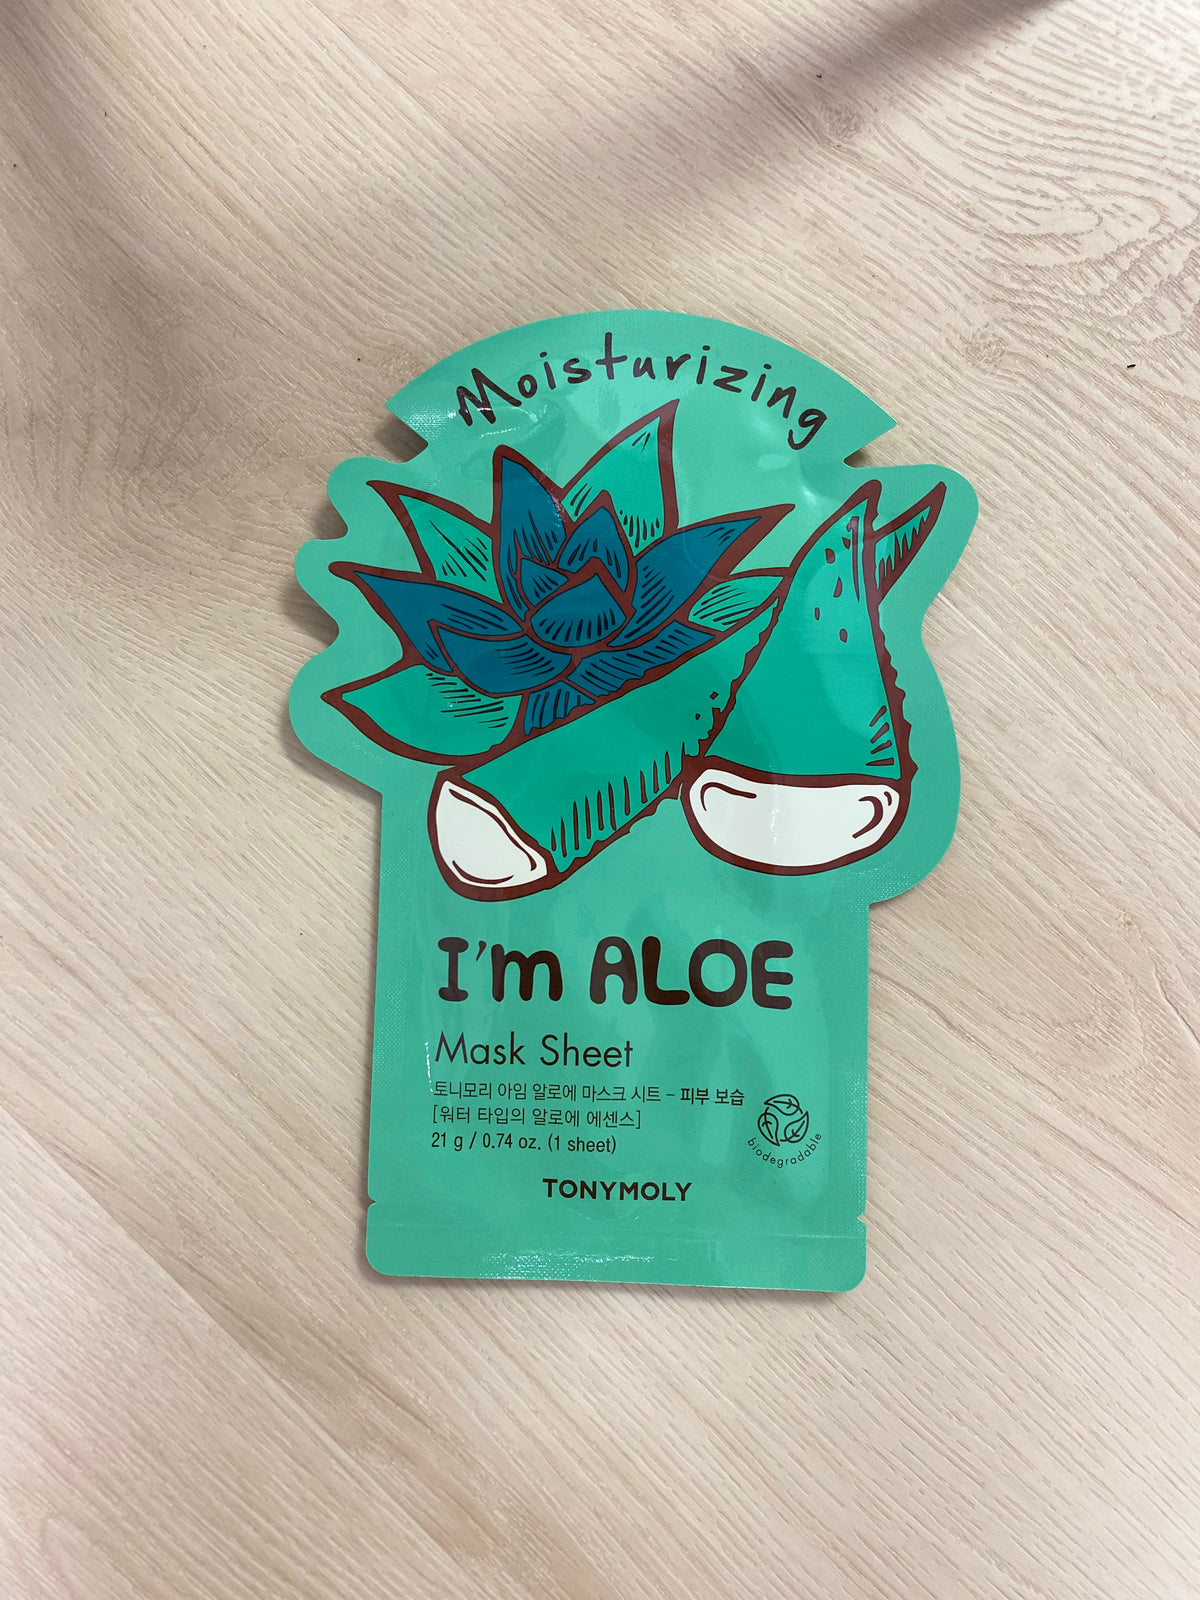 Moisturizing
I'm ALOE
Mask Sheet
토니모리 아임 알로에 마스크 시트 - 피부 보습
[워터 타입의 알로에 에센스]
21 g / 0.74 oz. (1 sheet)
biodegradable
TONYMOLY